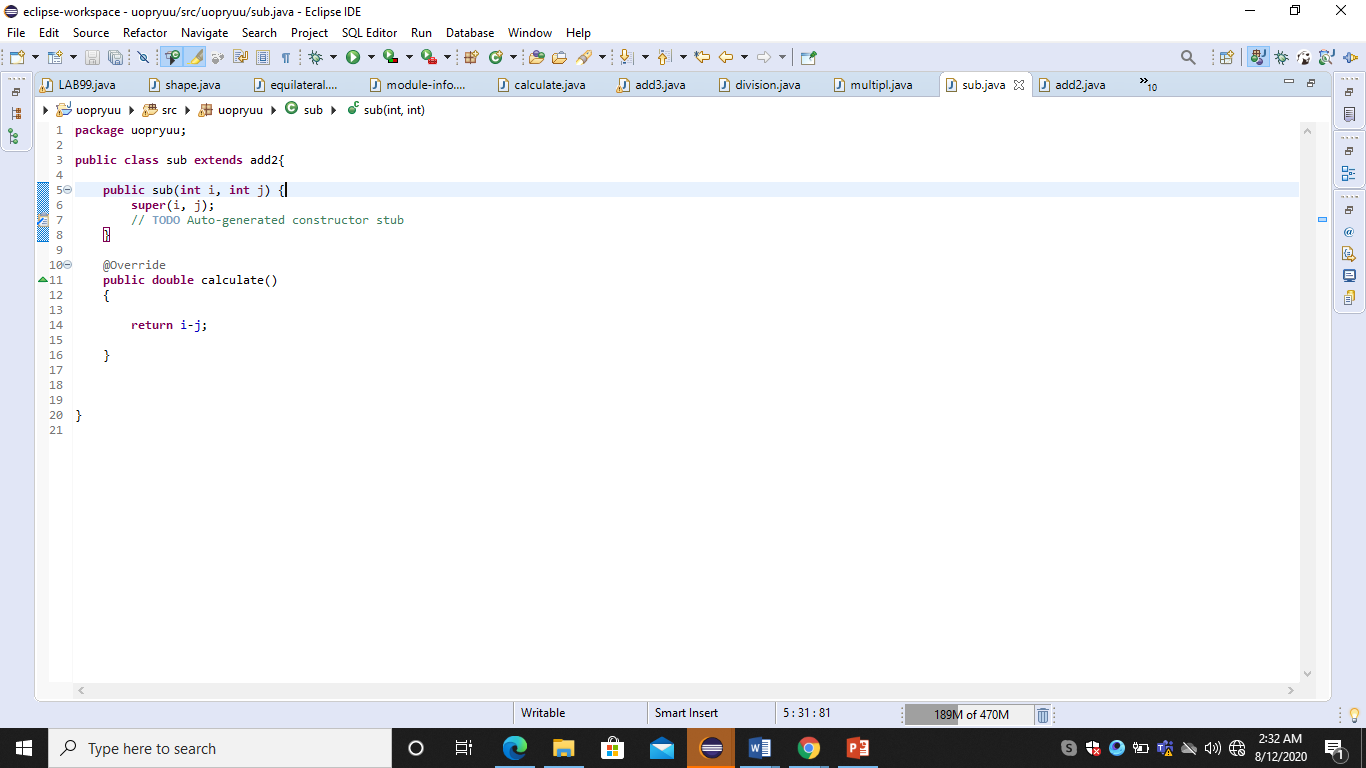 eclipse-workspace - uopryuu/src/uopryuu/sub.java - Eclipse IDE
File Edit Source Refactor Navigate Search Project SQL Editor Run Database Window Help
LAB99.java shape.java equilateral.... module-info.... calculate.java add3.java division.java multipl.java sub.java add2.java »10
uopryuu src uopryuu sub sub(int, int)
1 package uopryuu;
2
3 public class sub extends add2{
4
5 public sub(int i, int j) {
6 super(i, j);
7 // TODO Auto-generated constructor stub
8 }
9
10 @Override
11 public double calculate()
12 {
13
14 return i-j;
15
16 }
17
18
19
20 }
21
Writable Smart Insert 5 : 31 : 81 189M of 470M
Type here to search
2:32 AM
8/12/2020
1